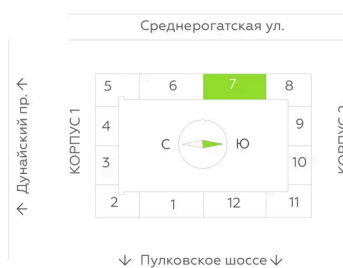 Среднерогатская ул.
5 6 7 8
4 9
С Ю
3 10
2 1 12 11
← Дунайский пр. →
КОРПУС 1
↓ Пулковское шоссе ↓